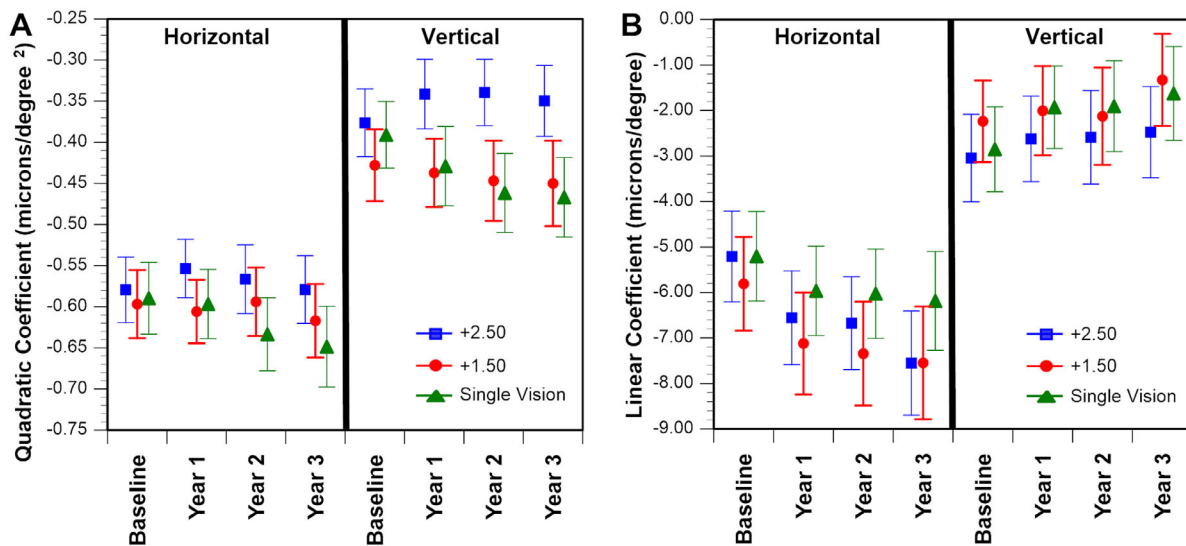 A
Quadratic Coefficient (microns/degree ²)
-0.25
-0.30
-0.35
-0.40
-0.45
-0.50
-0.55
-0.60
-0.65
-0.70
-0.75
Horizontal
Vertical
+2.50
+1.50
Single Vision
Baseline
Year 1
Year 2
Year 3
Baseline
Year 1
Year 2
Year 3
B
Linear Coefficient (microns/degree)
0.00
-1.00
-2.00
-3.00
-4.00
-5.00
-6.00
-7.00
-8.00
-9.00
Horizontal
Vertical
+2.50
+1.50
Single Vision
Baseline
Year 1
Year 2
Year 3
Baseline
Year 1
Year 2
Year 3